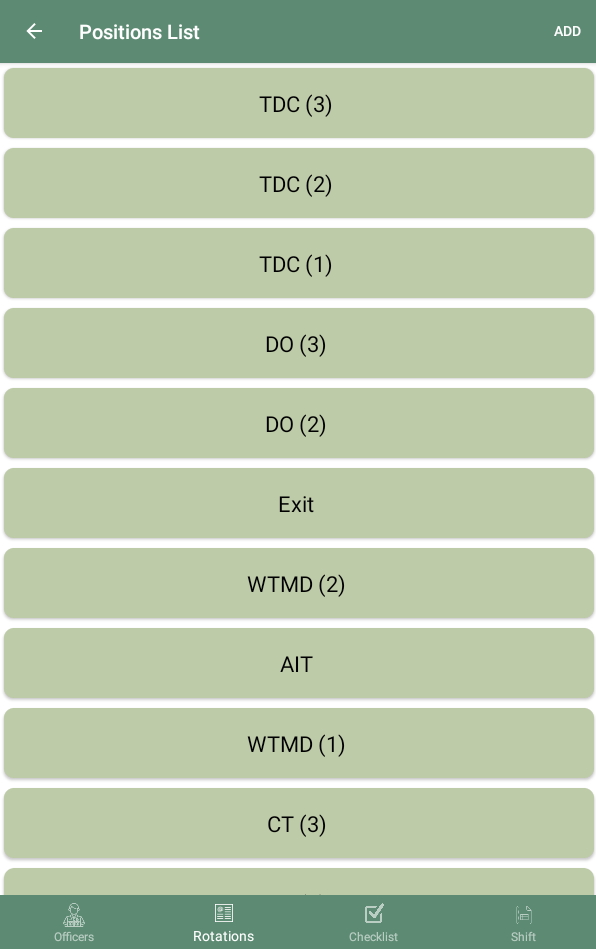 Positions List
ADD
TDC (3)
TDC (2)
TDC (1)
DO (3)
DO (2)
Exit
WTMD (2)
AIT
WTMD (1)
CT (3)
Officers
Rotations
Checklist
Shift